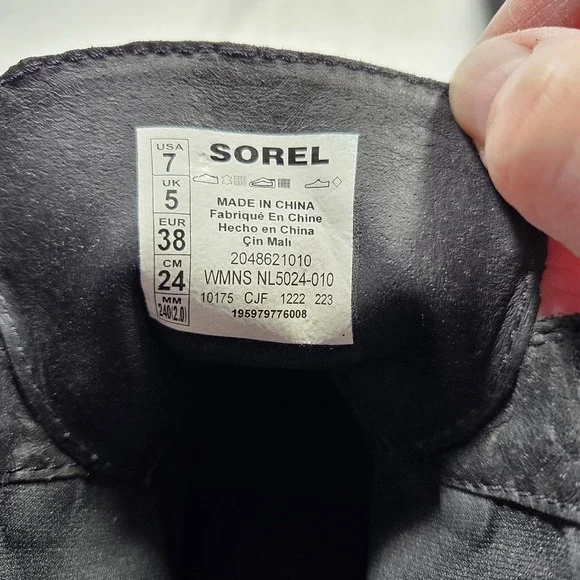 USA
7
UK
5
EUR
38
CM
24
MM
240(2.0)
SOREL
MADE IN CHINA
Fabriqué En Chine
Hecho en China
Çin Malı
2048621010
WMNS NL5024-010
10175 CJF 1222 223
195979776008